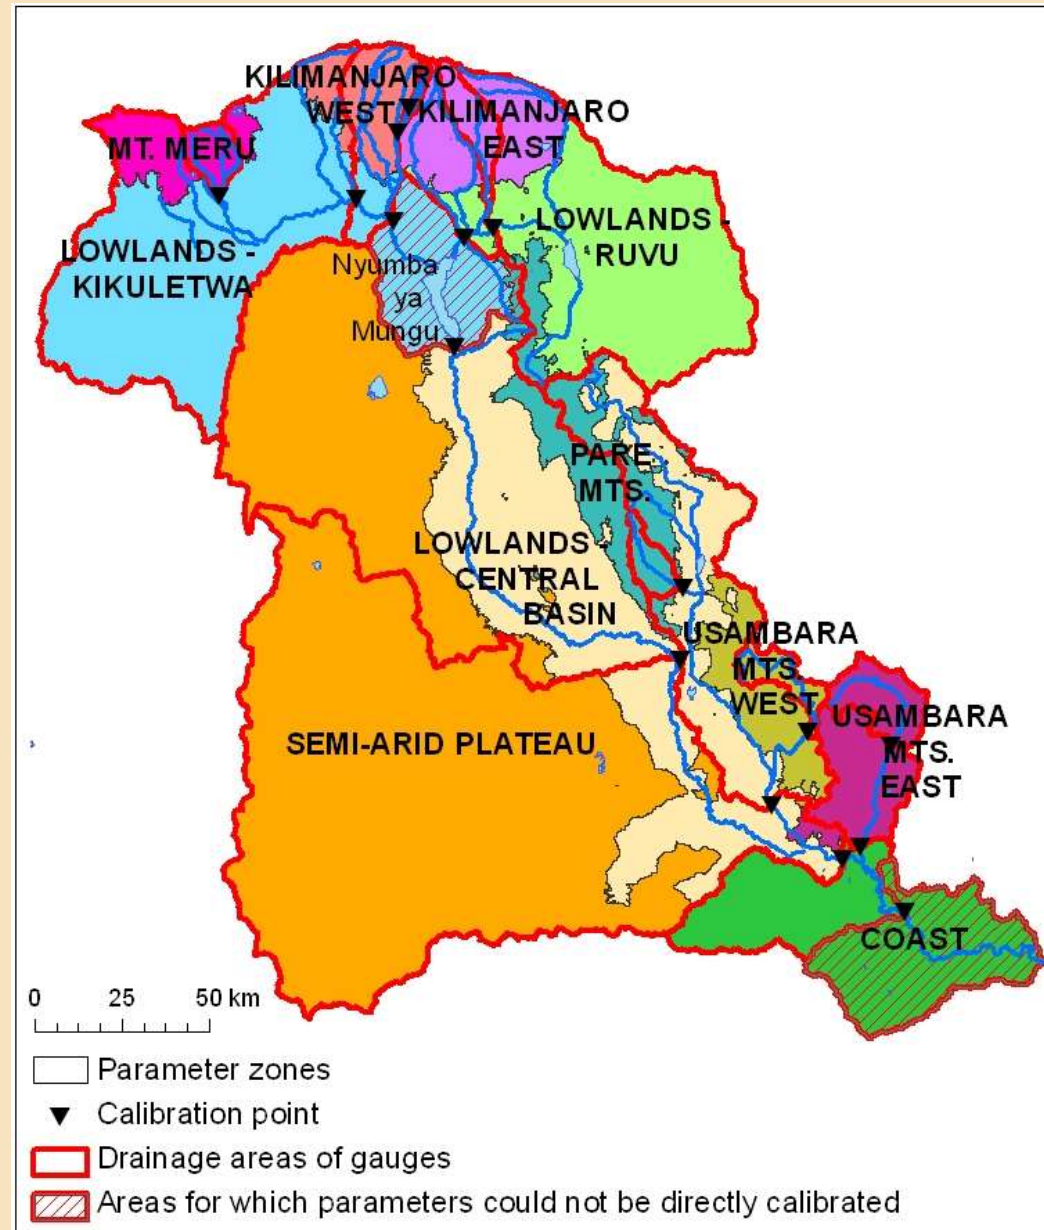 KILIMANJARO
WEST
KILIMANJARO
EAST
MT. MERU
LOWLANDS -
RUVU
LOWLANDS -
KIKULETWA
Nyumba
ya
Mungu
PARE
MTS.
LOWLANDS -
CENTRAL
BASIN
USAMBARA
MTS.
WEST
USAMBARA
MTS.
EAST
SEMI-ARID PLATEAU
COAST
0 25 50 km
Parameter zones
Calibration point
Drainage areas of gauges
Areas for which parameters could not be directly calibrated